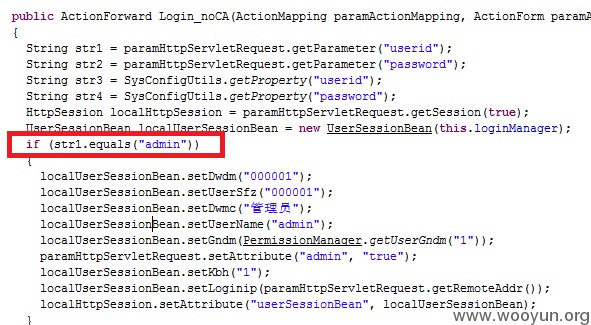 public ActionForward Login_noCA(ActionMapping paramActionMapping, ActionForm paramA
{
String str1 = paramHttpServletRequest.getParameter("userid");
String str2 = paramHttpServletRequest.getParameter("password");
String str3 = SysConfigUtils.getProperty("userid");
String str4 = SysConfigUtils.getProperty("password");
HttpSession localHttpSession = paramHttpServletRequest.getSession(true);
UserSessionBean localUserSessionBean = new UserSessionBean(this.loginManager);
if (str1.equals("admin"))
{
localUserSessionBean.setDwdm("000001");
localUserSessionBean.setUserSfz("000001");
localUserSessionBean.setDwmc("管理员");
localUserSessionBean.setUserName("admin");
localUserSessionBean.setGndm(PermissionManager.getUserGndm("1"));
paramHttpServletRequest.setAttribute("admin", "true");
localUserSessionBean.setKbh("1");
localUserSessionBean.setLoginip(paramHttpServletRequest.getRemoteAddr());
localHttpSession.setAttribute("userSessionBean", localUserSessionBean);
}
www.wooyun.org